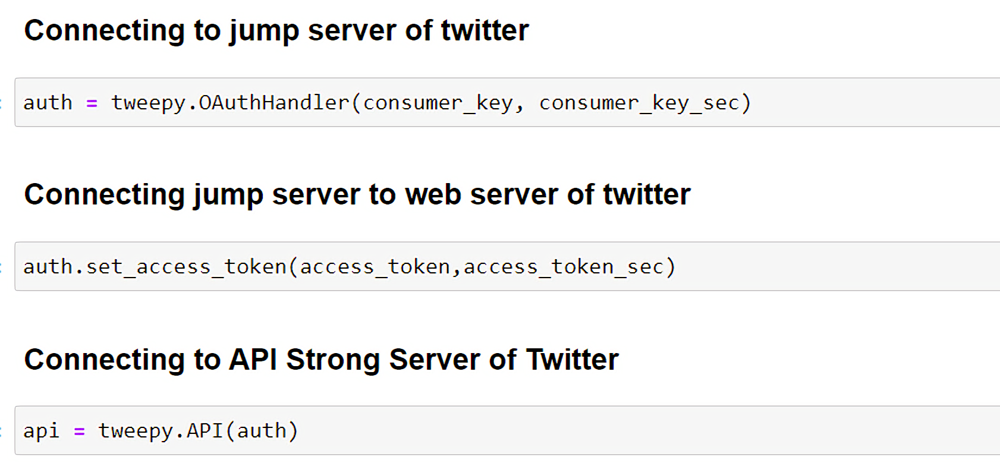 Connecting to jump server of twitter
auth = tweepy.OAuthHandler(consumer_key, consumer_key_sec)
Connecting jump server to web server of twitter
auth.set_access_token(access_token,access_token_sec)
Connecting to API Strong Server of Twitter
api = tweepy.API(auth)